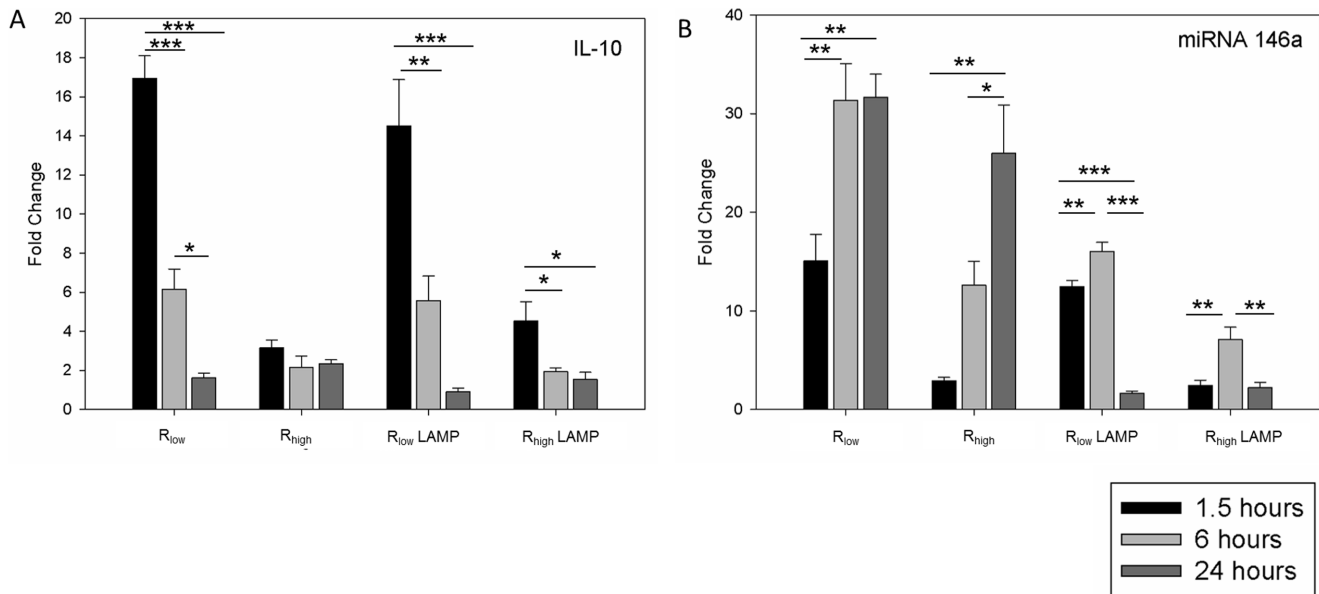 A
IL-10
***
***
*
***
**
*
*
Fold Change
20
18
16
14
12
10
8
6
4
2
0
Rlow
Rhigh
Rlow LAMP
Rhigh LAMP
B
miRNA 146a
**
**
**
*
***
**
***
**
**
Fold Change
40
30
20
10
0
Rlow
Rhigh
Rlow LAMP
Rhigh LAMP
1.5 hours
6 hours
24 hours